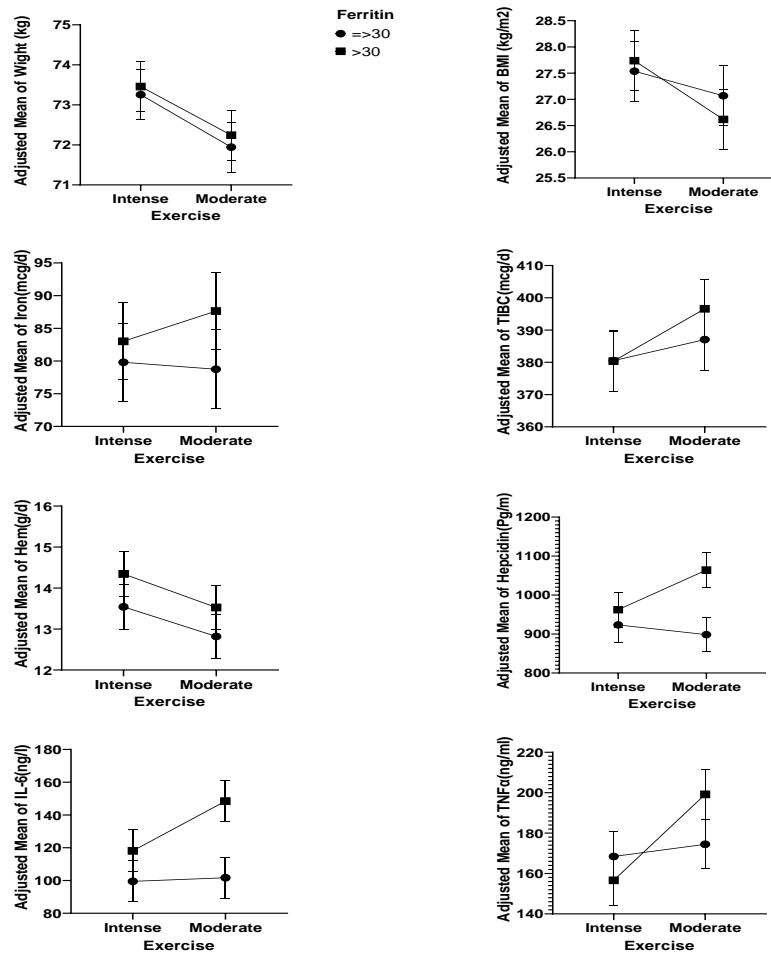 Ferritin
=>30
>30
Adjusted Mean of Wight (kg)
75
74
73
72
71
Intense
Moderate
Exercise
Adjusted Mean of BMI (kg/m2)
28.5
28.0
27.5
27.0
26.5
26.0
25.5
Intense
Moderate
Exercise
Adjusted Mean of Iron(mcg/d)
95
90
85
80
75
70
Intense
Moderate
Exercise
Adjusted Mean of TIBC(mcg/d)
410
400
390
380
370
360
Intense
Moderate
Exercise
Adjusted Mean of Hem(g/d)
16
15
14
13
12
Intense
Moderate
Exercise
Adjusted Mean of Hepcidin(Pg/m)
1200
1100
1000
900
800
Intense
Moderate
Exercise
Adjusted Mean of IL-6(ng/l)
180
160
140
120
100
80
Intense
Moderate
Exercise
Adjusted Mean of TNFα(ng/ml)
220
200
180
160
140
Intense
Moderate
Exercise